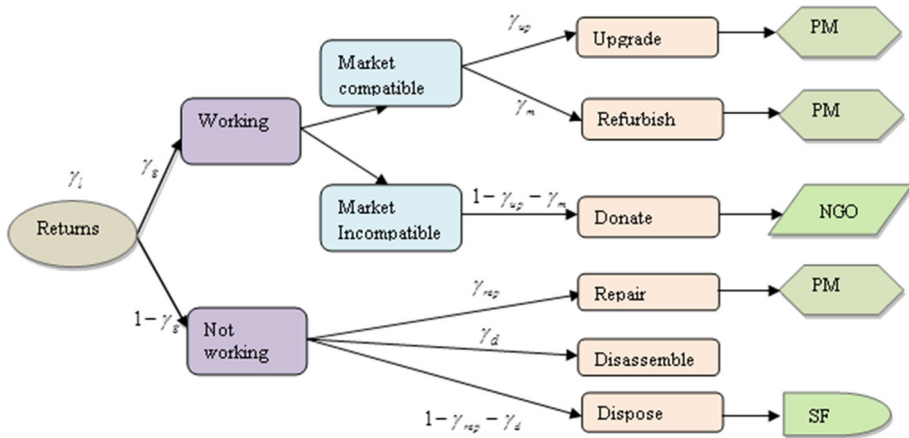 γ_up
Upgrade
PM
Market
compatible
γ_m
Refurbish
PM
Working
γ_g
γ_i
Returns
Market
Incompatible
1−γ_up−γ_m
Donate
NGO
1−γ_g
Not
working
γ_rep
Repair
PM
γ_d
Disassemble
1−γ_rep−γ_d
Dispose
SF